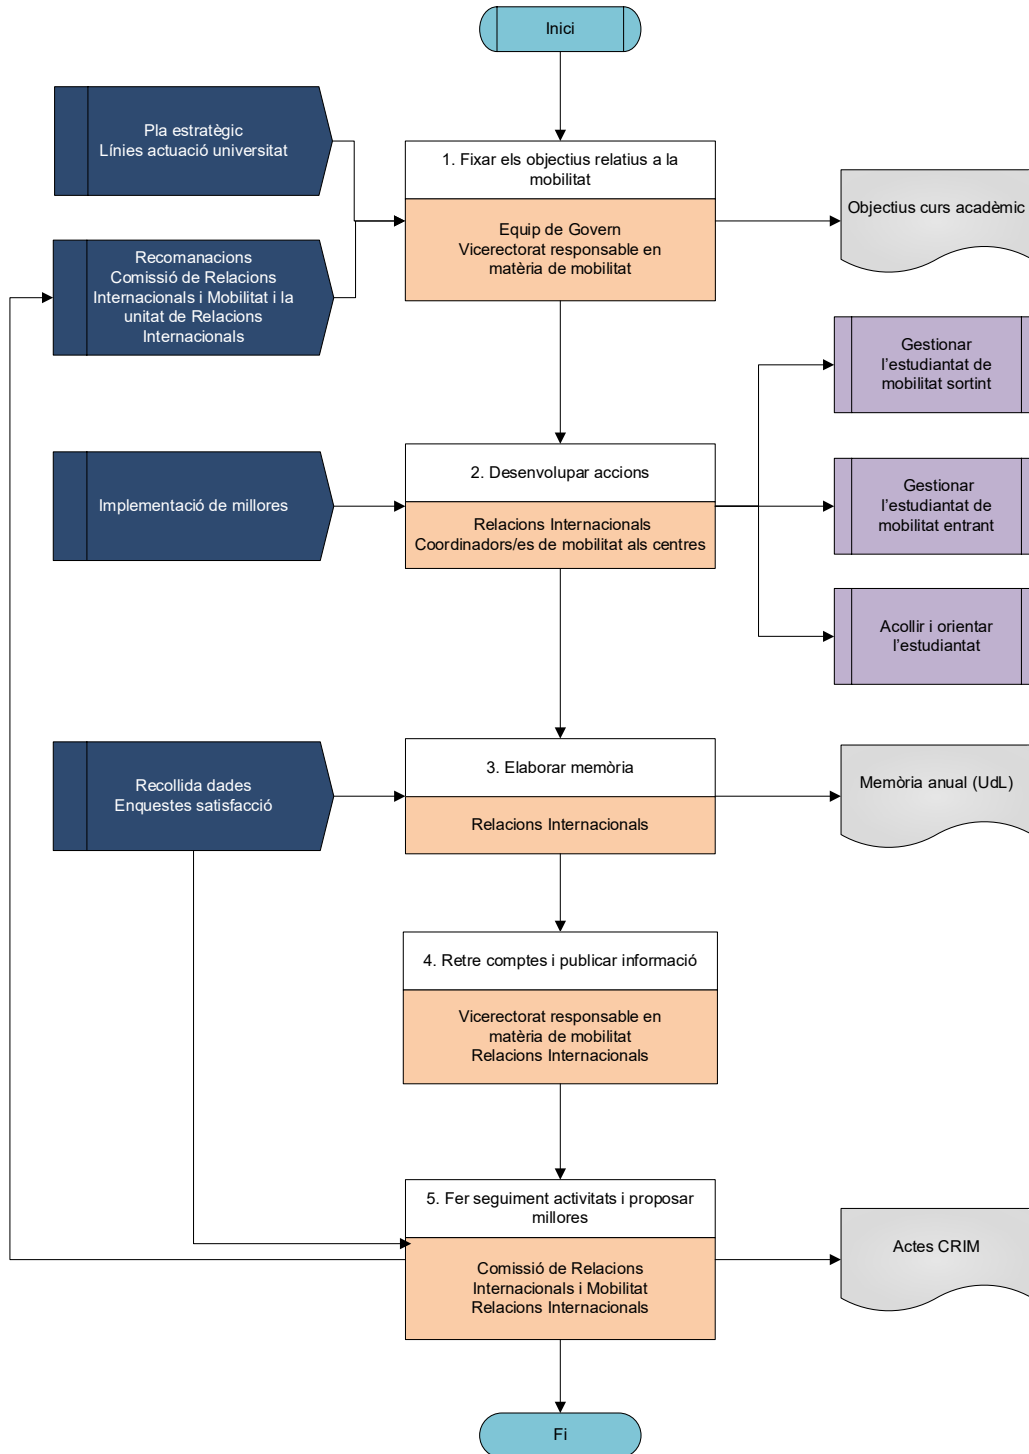 Inici
Pla estratègic
Línies actuació universitat
1. Fixar els objectius relatius a la
mobilitat
Equip de Govern
Vicerectorat responsable en
matèria de mobilitat
Objectius curs acadèmic
Recomanacions
Comissió de Relacions
Internacionals i Mobilitat i la
unitat de Relacions
Internacionals
Gestionar
l’estudiantat de
mobilitat sortint
Implementació de millores
2. Desenvolupar accions
Relacions Internacionals
Coordinadors/es de mobilitat als centres
Gestionar
l’estudiantat de
mobilitat entrant
Acollir i orientar
l’estudiantat
Recollida dades
Enquestes satisfacció
3. Elaborar memòria
Relacions Internacionals
Memòria anual (UdL)
4. Retre comptes i publicar informació
Vicerectorat responsable en
matèria de mobilitat
Relacions Internacionals
5. Fer seguiment activitats i proposar
millores
Comissió de Relacions
Internacionals i Mobilitat
Relacions Internacionals
Actes CRIM
Fi